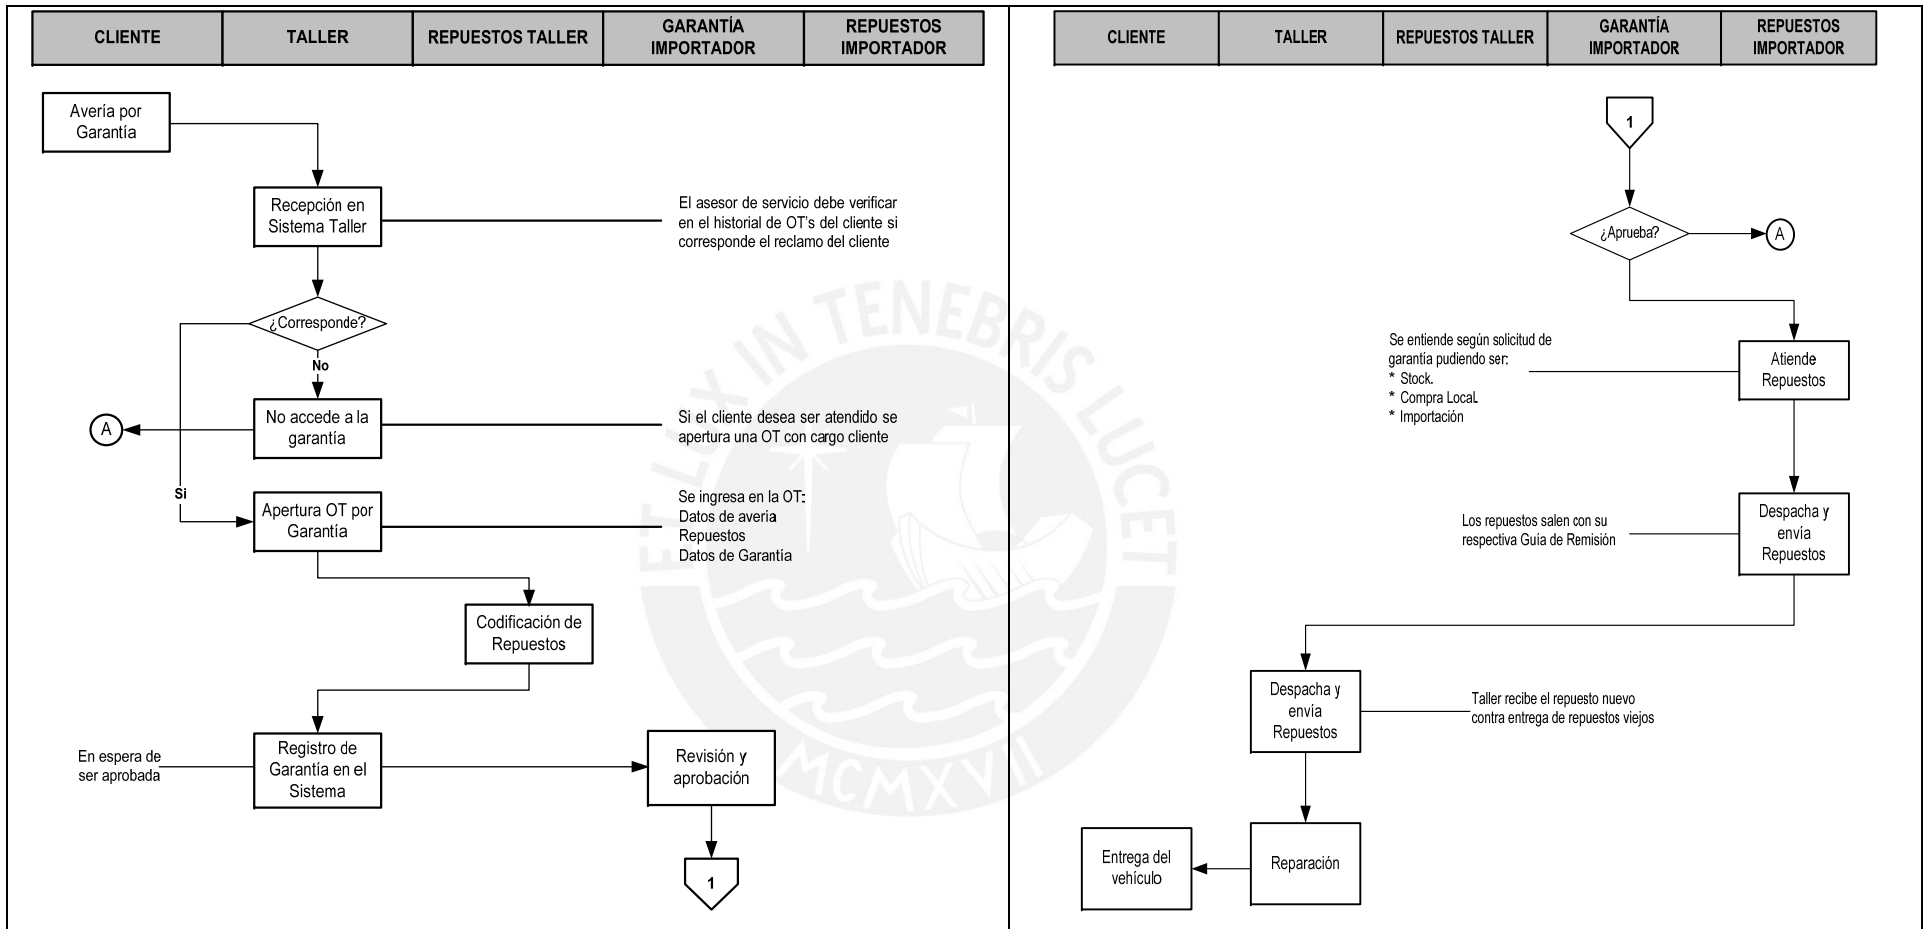 CLIENTE
TALLER
REPUESTOS TALLER
GARANTÍA
IMPORTADOR
REPUESTOS
IMPORTADOR
Avería por
Garantía
Recepción en
Sistema Taller
El asesor de servicio debe verificar
en el historial de OT's del cliente si
corresponde el reclamo del cliente
¿Corresponde?
No
No accede a la
garantía
A
Si el cliente desea ser atendido se
apertura una OT con cargo cliente
Si
Apertura OT por
Garantía
Se ingresa en la OT:
Datos de avería
Repuestos
Datos de Garantía
Codificación de
Repuestos
En espera de
ser aprobada
Registro de
Garantía en el
Sistema
Revisión y
aprobación
1
CLIENTE
TALLER
REPUESTOS TALLER
GARANTÍA
IMPORTADOR
REPUESTOS
IMPORTADOR
1
¿Aprueba?
A
Se entiende según solicitud de
garantía pudiendo ser:
* Stock.
* Compra Local.
* Importación
Atiende
Repuestos
Los repuestos salen con su
respectiva Guía de Remisión
Despacha y
envía
Repuestos
Despacha y
envía
Repuestos
Taller recibe el repuesto nuevo
contra entrega de repuestos viejos
Entrega del
vehículo
Reparación
ET LUX IN TENEBRIS LUCET
MCMXVII